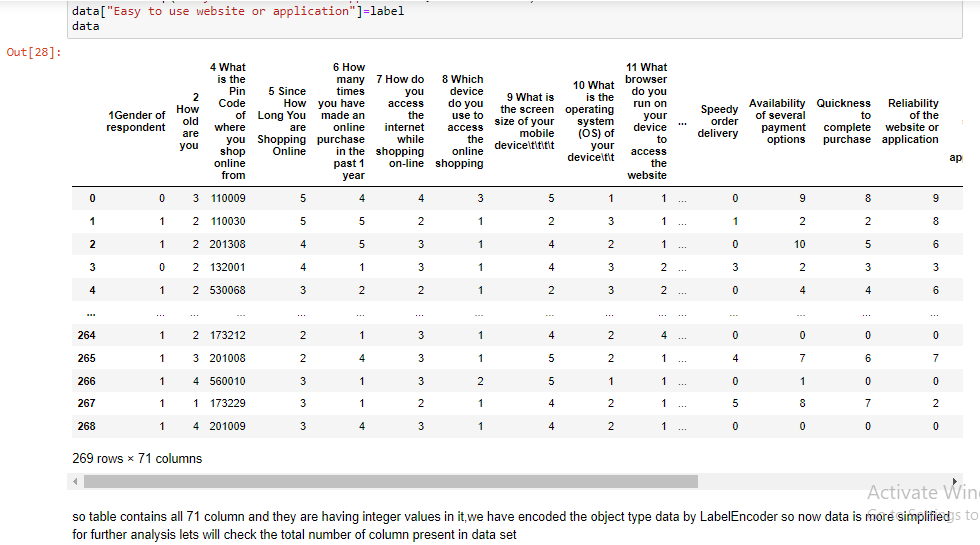 data["Easy to use website or application"]=label
data
Out[28]:
1Gender of respondent
2 How old are you
4 What is the Pin Code of where you shop online from
5 Since How Long You are Shopping Online
6 How many times you have made an online purchase in the past 1 year
7 How do you access the internet while shopping on-line
8 Which device do you use to access the online shopping
9 What is the screen size of your mobile device\t\t\t\t
10 What is the operating system (OS) of your device\t\t
11 What browser do you run on your device to access the website
...
Speedy order delivery
Availability of several payment options
Quickness to complete purchase
Reliability of the website or application
ap
0 0 3 110009 5 4 4 3 5 1 1 ... 0 9 8 9
1 1 2 110030 5 5 2 1 2 3 1 ... 1 2 2 8
2 1 2 201308 4 5 3 1 4 2 1 ... 0 10 5 6
3 0 2 132001 4 1 3 1 4 3 2 ... 3 2 3 3
4 1 2 530068 3 2 2 1 2 3 2 ... 0 4 4 6
... ... ... ... ... ... ... ... ... ... ... ... ... ... ... ...
264 1 2 173212 2 1 3 1 4 2 4 ... 0 0 0 0
265 1 3 201008 2 4 3 1 5 2 1 ... 4 7 6 7
266 1 4 560010 3 1 3 2 5 1 1 ... 0 1 0 0
267 1 1 173229 3 1 2 1 4 2 1 ... 5 8 7 2
268 1 4 201009 3 4 3 1 4 2 1 ... 0 0 0 0
269 rows × 71 columns
Activate Win
so table contains all 71 column and they are having integer values in it,we have encoded the object type data by LabelEncoder so now data is more simplified
for further analysis lets will check the total number of column present in data set